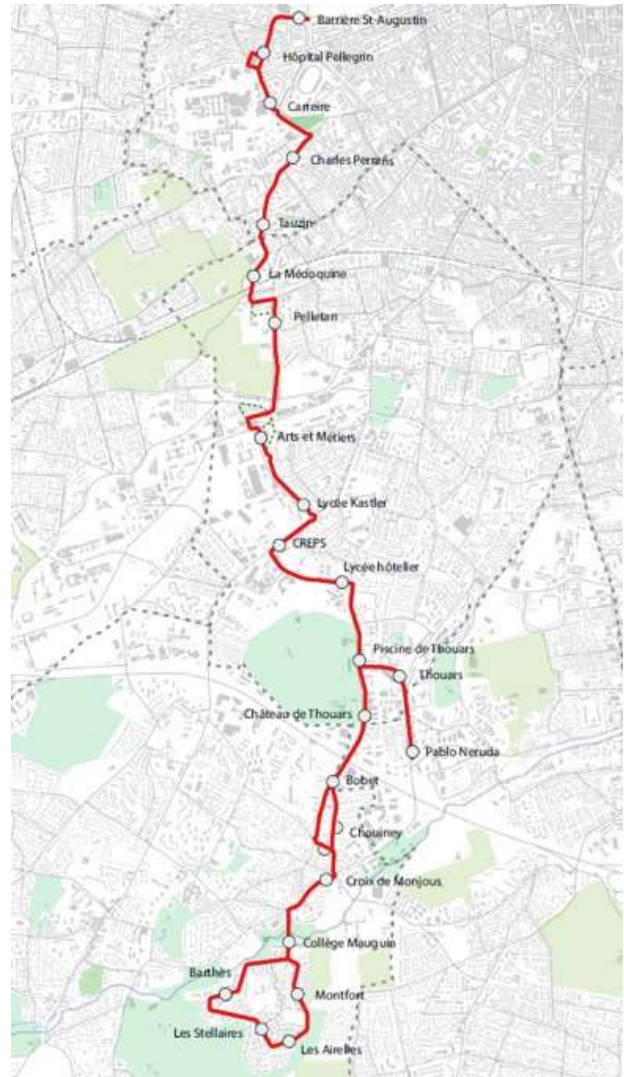 Barrière St-Augustin
Hôpital Pellegrin
Carreire
Charles Perrens
Tauzin
La Médoquine
Pelletan
Arts et Métiers
Lycée Kastler
CREPS
Lycée hôtelier
Piscine de Thouars
Thouars
Château de Thouars
Pablo Neruda
Bobet
Chouiney
Croix de Monjous
Collège Mauguin
Barthès
Montfort
Les Stellaires
Les Airelles